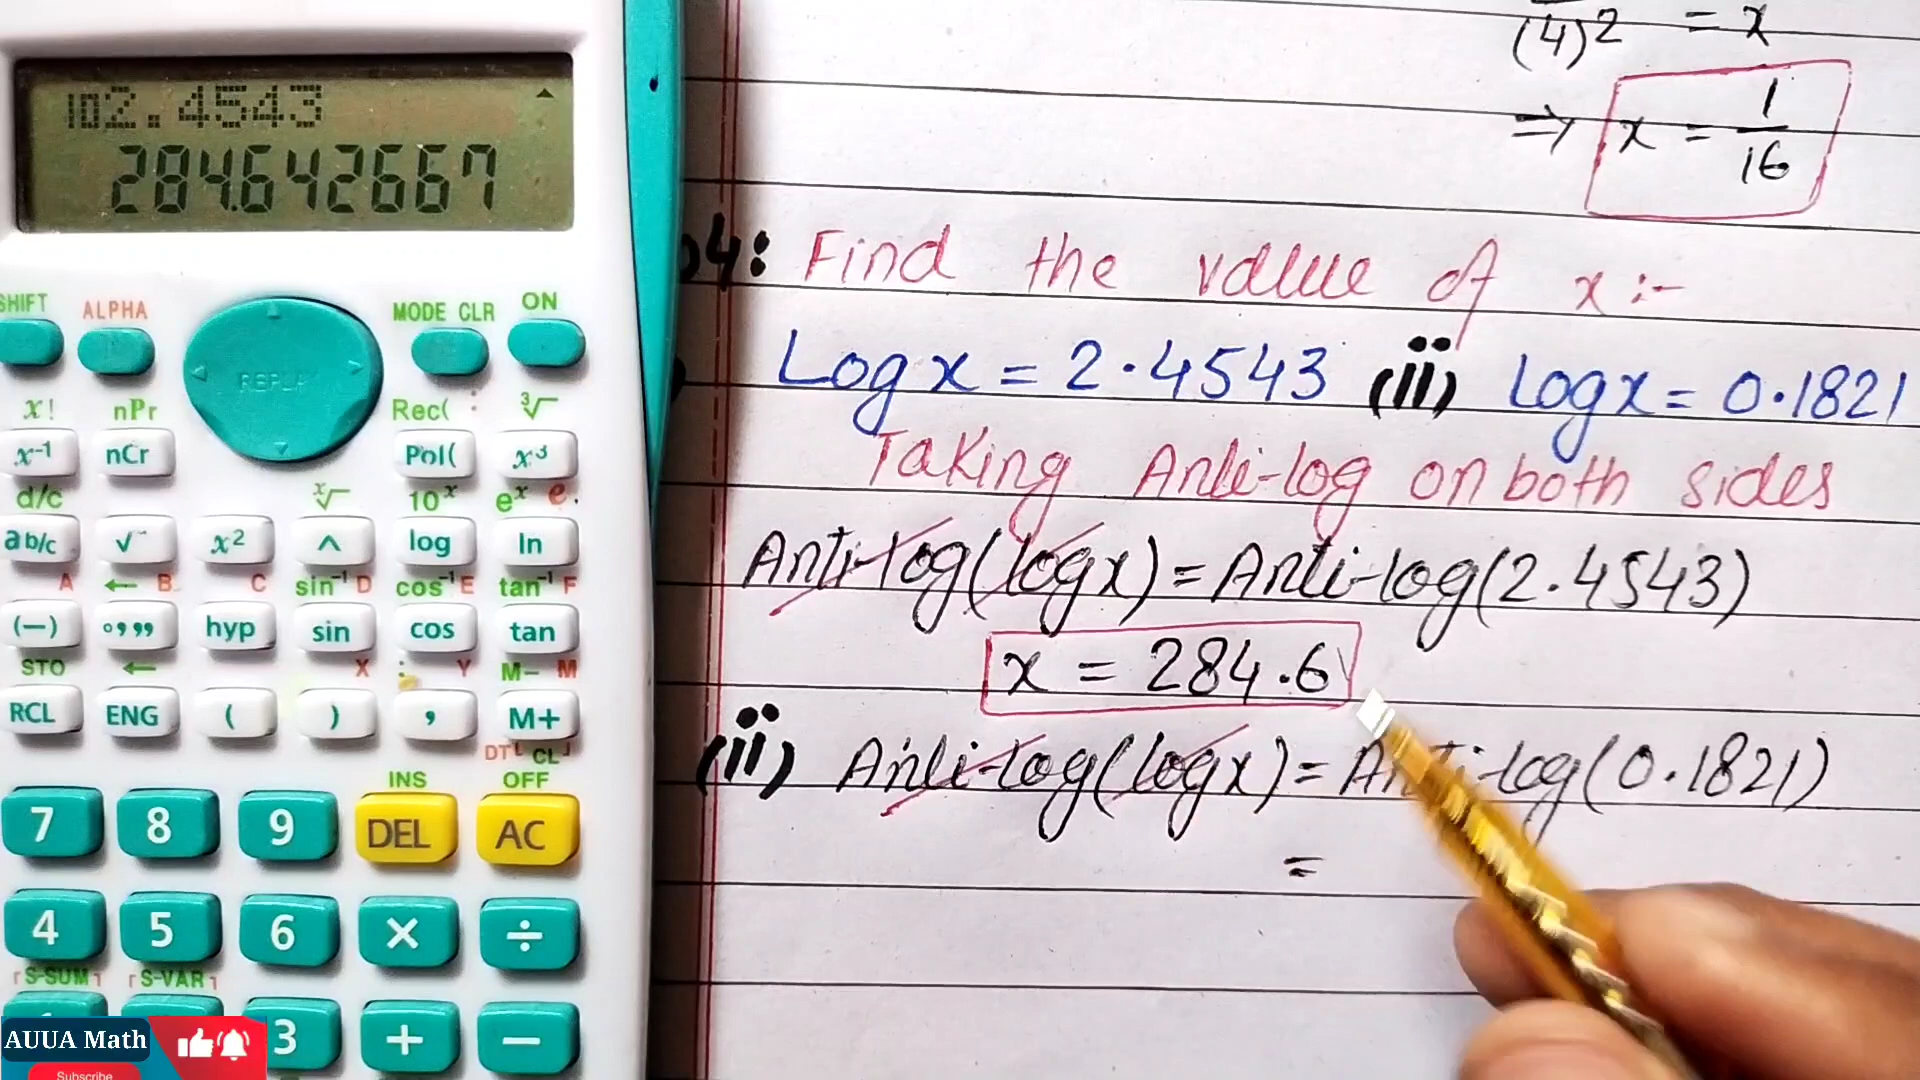 102.4543
284.642667
SHIFT ALPHA MODE CLR ON
REPLAY
x! nPr Rec( : ³√
x⁻¹ nCr Pol( x³
d/c ˣ√ 10ˣ eˣ e
ab/c √ x² ^ log ln
A ← B C sin⁻¹ D cos⁻¹ E tan⁻¹ F
(−) °,,, hyp sin cos tan
STO ← X : Y M− M
RCL ENG ( ) , M+
DT CL
INS OFF
7 8 9 DEL AC
4 5 6 × ÷
S-SUM S-VAR
3 + −
AUUA Math
Subscribe
(4)² = x
⇒ x = 1/16
4: Find the value of x :-
Log x = 2.4543 (ii) Log x = 0.1821
Taking Anti-log on both sides
Anti-log(log x) = Anti-log(2.4543)
x = 284.6
(ii) Anti-log(log x) = Anti-log(0.1821)
=